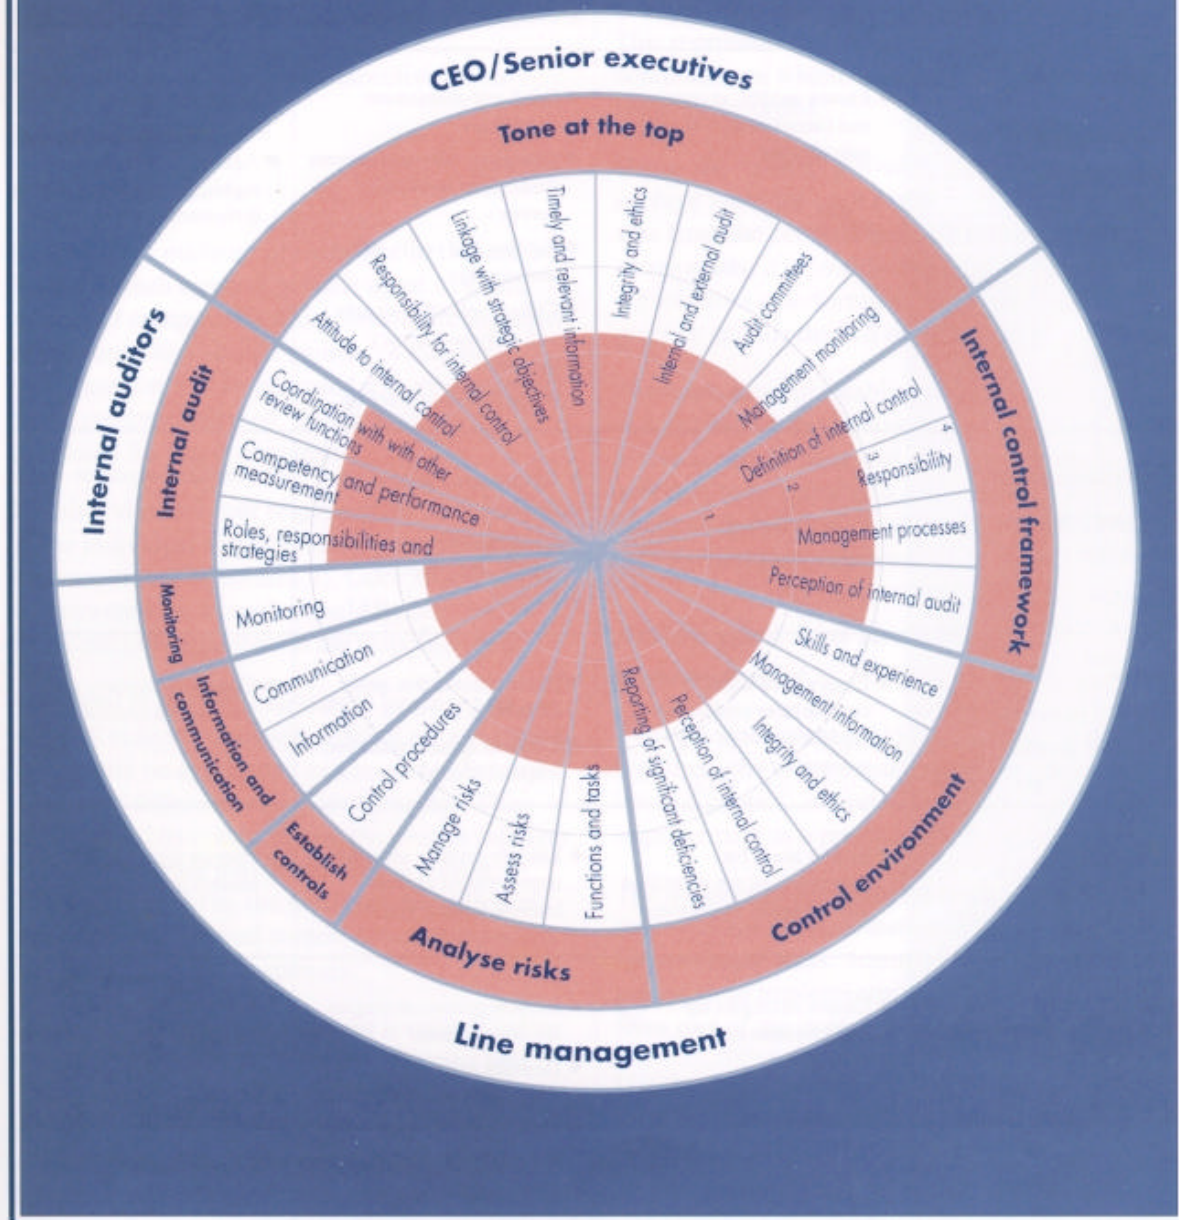 CEO/Senior executives
Tone at the top
Attitude to internal control
Responsibility for internal control
Linkage with strategic objectives
Timely and relevant information
Integrity and ethics
Internal and external audit
Audit committees
Management monitoring
Internal control framework
Definition of internal control
Responsibility
Management processes
Perception of internal audit
1
2
3
4
Control environment
Skills and experience
Management information
Integrity and ethics
Perception of internal control
Reporting of significant deficiencies
Line management
Analyse risks
Functions and tasks
Assess risks
Manage risks
Establish
controls
Control procedures
Information and
communication
Information
Communication
Monitoring
Monitoring
Internal auditors
Internal audit
Roles, responsibilities and
strategies
Competency and performance
measurement
Coordination with with other
review functions